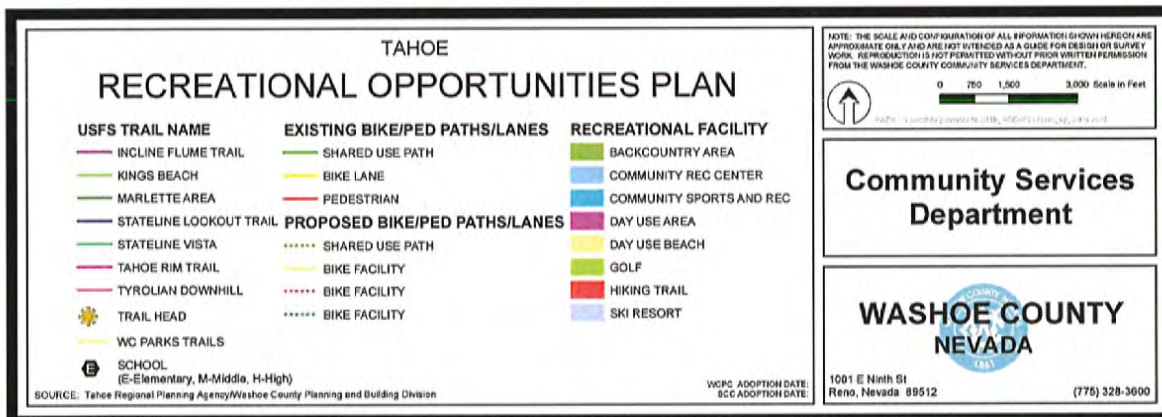 TAHOE
RECREATIONAL OPPORTUNITIES PLAN
USFS TRAIL NAME
INCLINE FLUME TRAIL
KINGS BEACH
MARLETTE AREA
STATELINE LOOKOUT TRAIL
STATELINE VISTA
TAHOE RIM TRAIL
TYROLIAN DOWNHILL
TRAIL HEAD
WC PARKS TRAILS
E SCHOOL
(E-Elementary, M-Middle, H-High)
EXISTING BIKE/PED PATHS/LANES
SHARED USE PATH
BIKE LANE
PEDESTRIAN
PROPOSED BIKE/PED PATHS/LANES
SHARED USE PATH
BIKE FACILITY
BIKE FACILITY
BIKE FACILITY
RECREATIONAL FACILITY
BACKCOUNTRY AREA
COMMUNITY REC CENTER
COMMUNITY SPORTS AND REC
DAY USE AREA
DAY USE BEACH
GOLF
HIKING TRAIL
SKI RESORT
SOURCE: Tahoe Regional Planning Agency/Washoe County Planning and Building Division
WCPC ADOPTION DATE:
BCC ADOPTION DATE:
NOTE: THE SCALE AND CONFIGURATION OF ALL INFORMATION SHOWN HEREON ARE
APPROXIMATE ONLY AND ARE NOT INTENDED AS A GUIDE FOR DESIGN OR SURVEY
WORK. REPRODUCTION IS NOT PERMITTED WITHOUT PRIOR WRITTEN PERMISSION
FROM THE WASHOE COUNTY COMMUNITY SERVICES DEPARTMENT.
0 750 1,500 3,000 Scale in Feet
Community Services
Department
WASHOE COUNTY
NEVADA
1861
1001 E Ninth St
Reno, Nevada 89512
(775) 328-3600